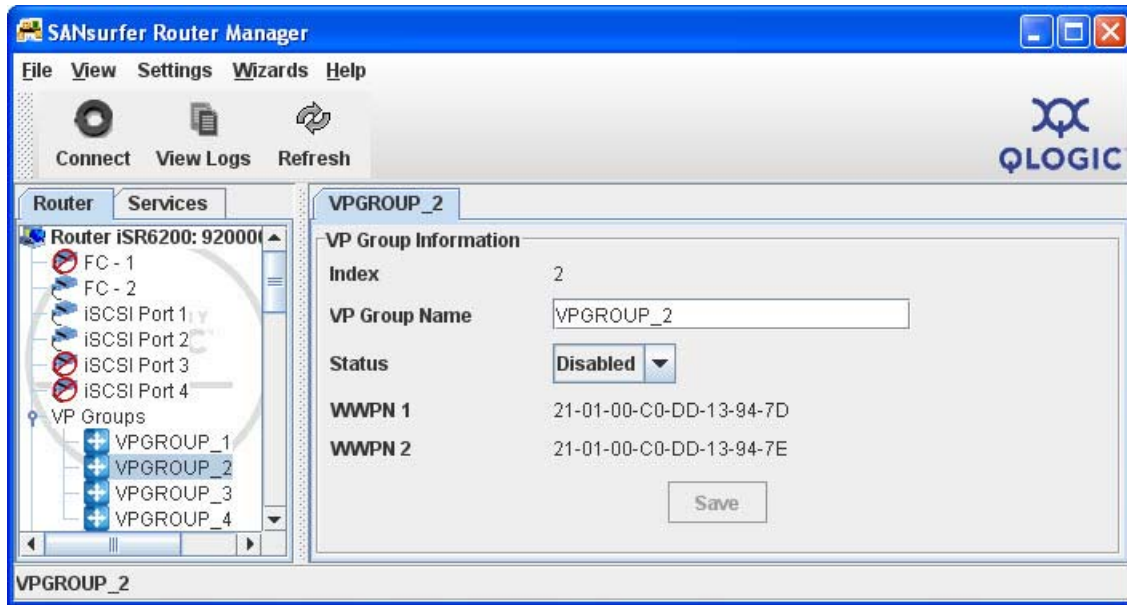 SANsurfer Router Manager
File View Settings Wizards Help
Connect View Logs Refresh
QLOGIC
Router Services
VPGROUP_2
Router iSR6200:
FC - 1
FC - 2
iSCSI Port 1
iSCSI Port 2
iSCSI Port 3
iSCSI Port 4
VP Groups
VPGROUP_1
VPGROUP_2
VPGROUP_3
VPGROUP_4
VP Group Information
Index 2
VP Group Name VPGROUP_2
Status Disabled
WWPN 1 21-01-00-C0-DD-13-94-7D
WWPN 2 21-01-00-C0-DD-13-94-7E
Save
VPGROUP_2